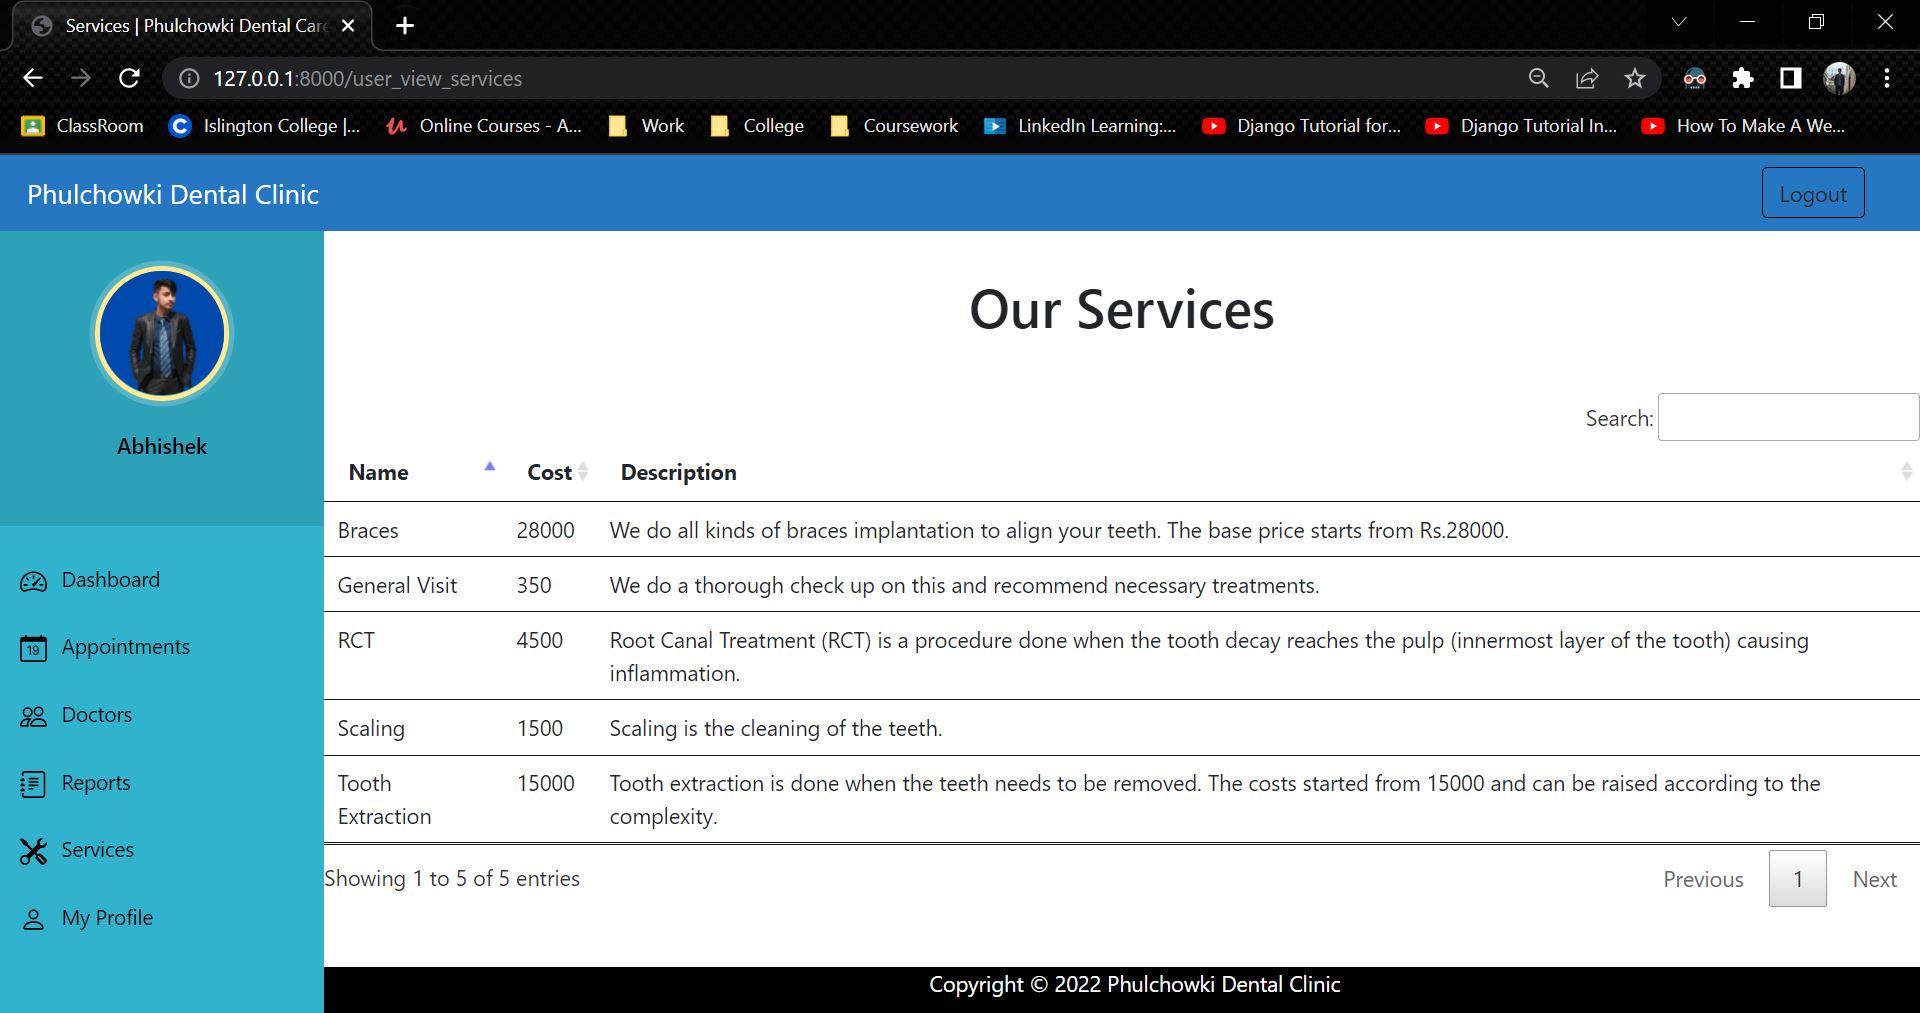 Services | Phulchowki Dental Care
127.0.0.1:8000/user_view_services
ClassRoom
Islington College |...
Online Courses - A...
Work
College
Coursework
LinkedIn Learning:...
Django Tutorial for...
Django Tutorial In...
How To Make A We...
Phulchowki Dental Clinic
Logout
Abhishek
Dashboard
19
Appointments
Doctors
Reports
Services
My Profile
Our Services
Search:
Name Cost Description
Braces 28000 We do all kinds of braces implantation to align your teeth. The base price starts from Rs.28000.
General Visit 350 We do a thorough check up on this and recommend necessary treatments.
RCT 4500 Root Canal Treatment (RCT) is a procedure done when the tooth decay reaches the pulp (innermost layer of the tooth) causing
inflammation.
Scaling 1500 Scaling is the cleaning of the teeth.
Tooth 15000 Tooth extraction is done when the teeth needs to be removed. The costs started from 15000 and can be raised according to the
Extraction complexity.
Showing 1 to 5 of 5 entries
Previous 1 Next
Copyright © 2022 Phulchowki Dental Clinic